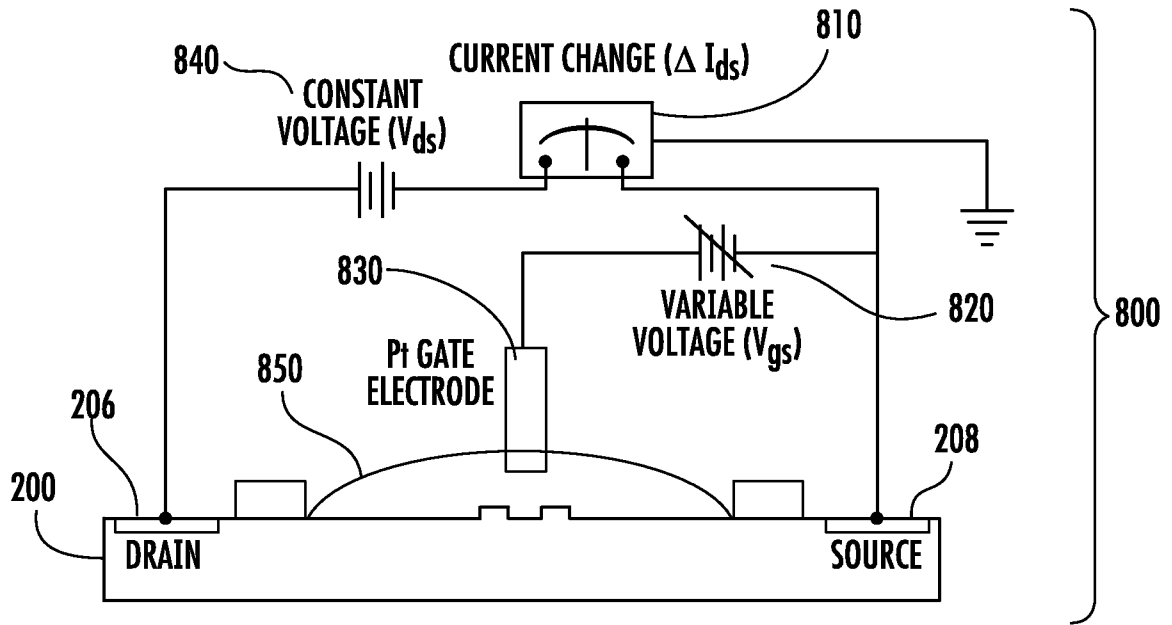 810
840
CURRENT CHANGE (Δ Ids)
CONSTANT
VOLTAGE (Vds)
830
820
800
VARIABLE
VOLTAGE (Vgs)
Pt GATE
ELECTRODE
850
206
208
200
DRAIN
SOURCE